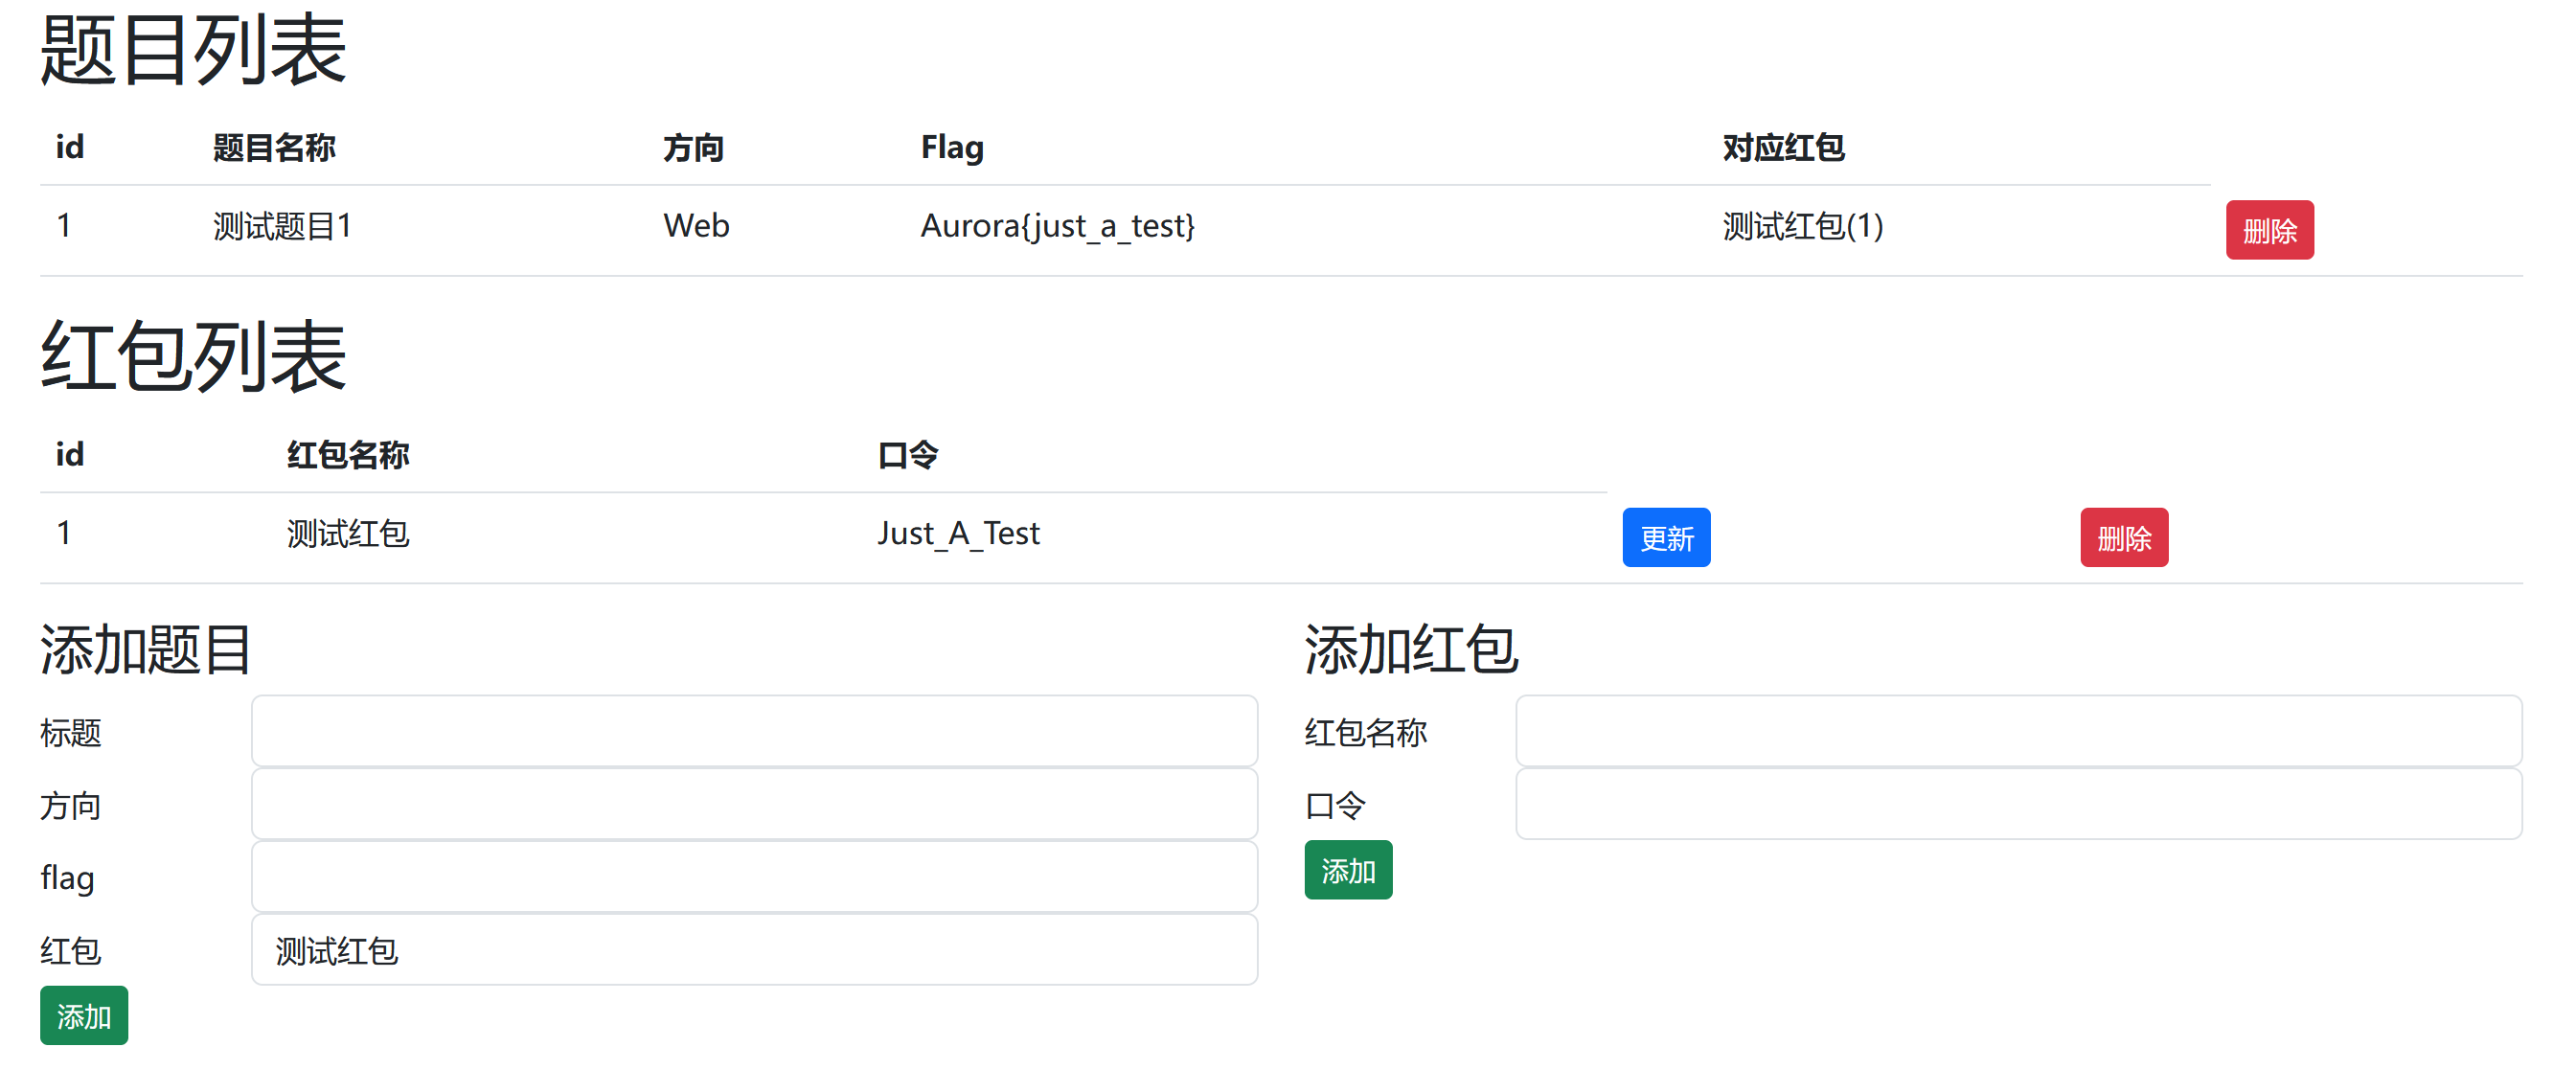 题目列表
id 题目名称 方向 Flag 对应红包
1 测试题目1 Web Aurora{just_a_test} 测试红包(1) 删除
红包列表
id 红包名称 口令
1 测试红包 Just_A_Test 更新 删除
添加题目
标题
方向
flag
红包 测试红包
添加
添加红包
红包名称
口令
添加